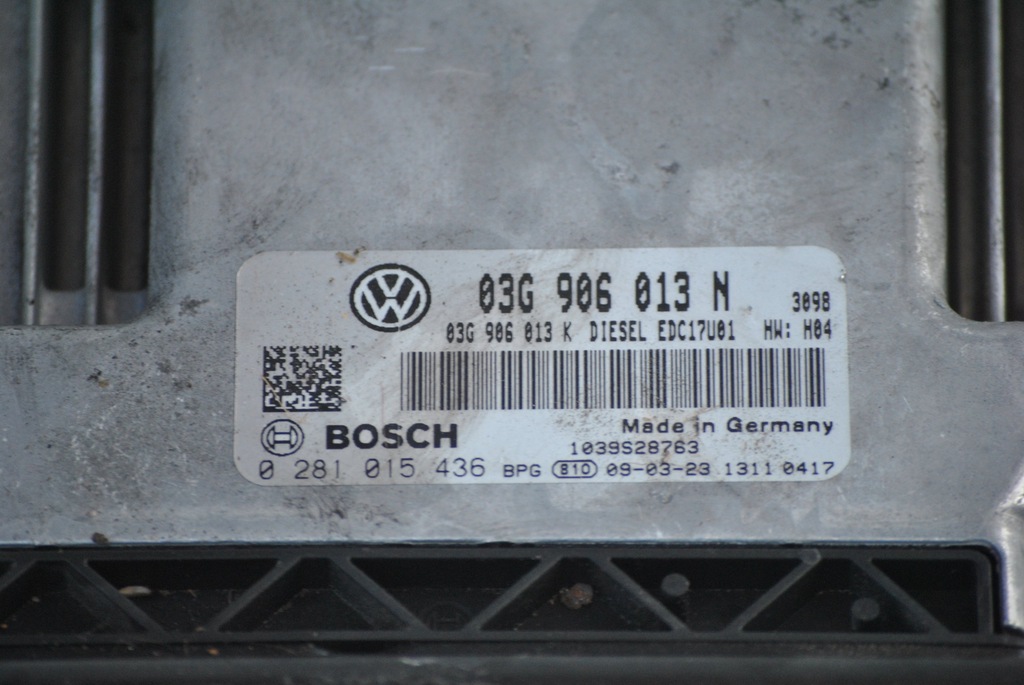 03G 906 013 N 3098
03G 906 013 K DIESEL EDC17U01 HW: H04
Made in Germany
BOSCH 1039S28763
0 281 015 436 BPG 810 09-03-23 1311 0417